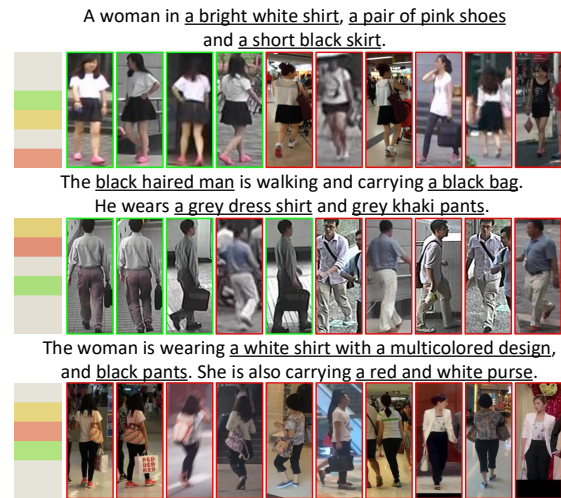 A woman in a bright white shirt, a pair of pink shoes
and a short black skirt.
The black haired man is walking and carrying a black bag.
He wears a grey dress shirt and grey khaki pants.
The woman is wearing a white shirt with a multicolored design,
and black pants. She is also carrying a red and white purse.